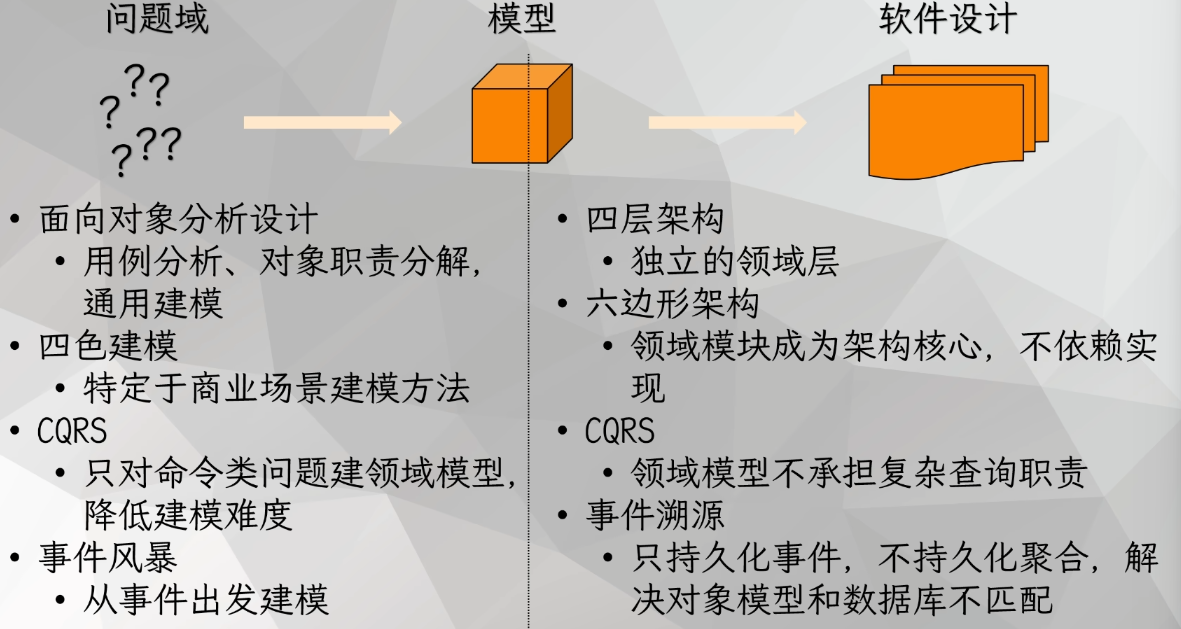 问题域
模型
软件设计
???
???
• 面向对象分析设计
• 用例分析、对象职责分解，
通用建模
• 四色建模
• 特定于商业场景建模方法
• CQRS
• 只对命令类问题建领域模型，
降低建模难度
• 事件风暴
• 从事件出发建模
• 四层架构
• 独立的领域层
• 六边形架构
• 领域模块成为架构核心，不依赖实
现
• CQRS
• 领域模型不承担复杂查询职责
• 事件溯源
• 只持久化事件，不持久化聚合，解
决对象模型和数据库不匹配